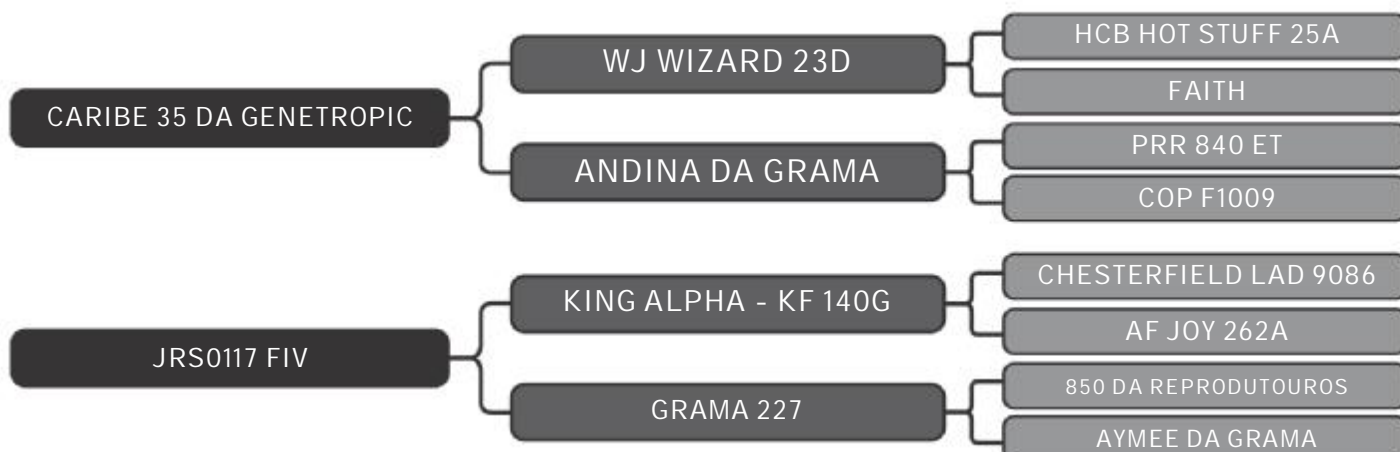 CARIBE 35 DA GENETROPIC
WJ WIZARD 23D
HCB HOT STUFF 25A
FAITH
ANDINA DA GRAMA
PRR 840 ET
COP F1009
JRS0117 FIV
KING ALPHA - KF 140G
CHESTERFIELD LAD 9086
AF JOY 262A
GRAMA 227
850 DA REPRODUTOUROS
AYMEE DA GRAMA